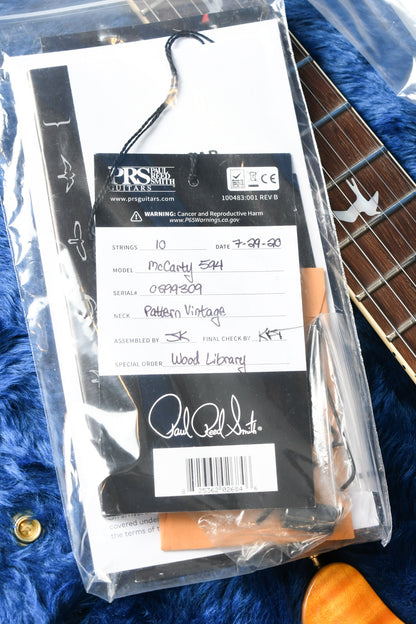 PRS PAUL REED SMITH
GUITARS
www.prsguitars.com
100483:001 REV B
WARNING: Cancer and Reproductive Harm
www.P65Warnings.ca.gov
STRINGS 10 DATE 7-29-20
MODEL McCarty 594
SERIAL# 0299309
NECK Pattern Vintage
ASSEMBLED BY JK FINAL CHECK BY KFT
SPECIAL ORDER Wood Library
Paul Reed Smith®
covered under
the terms of